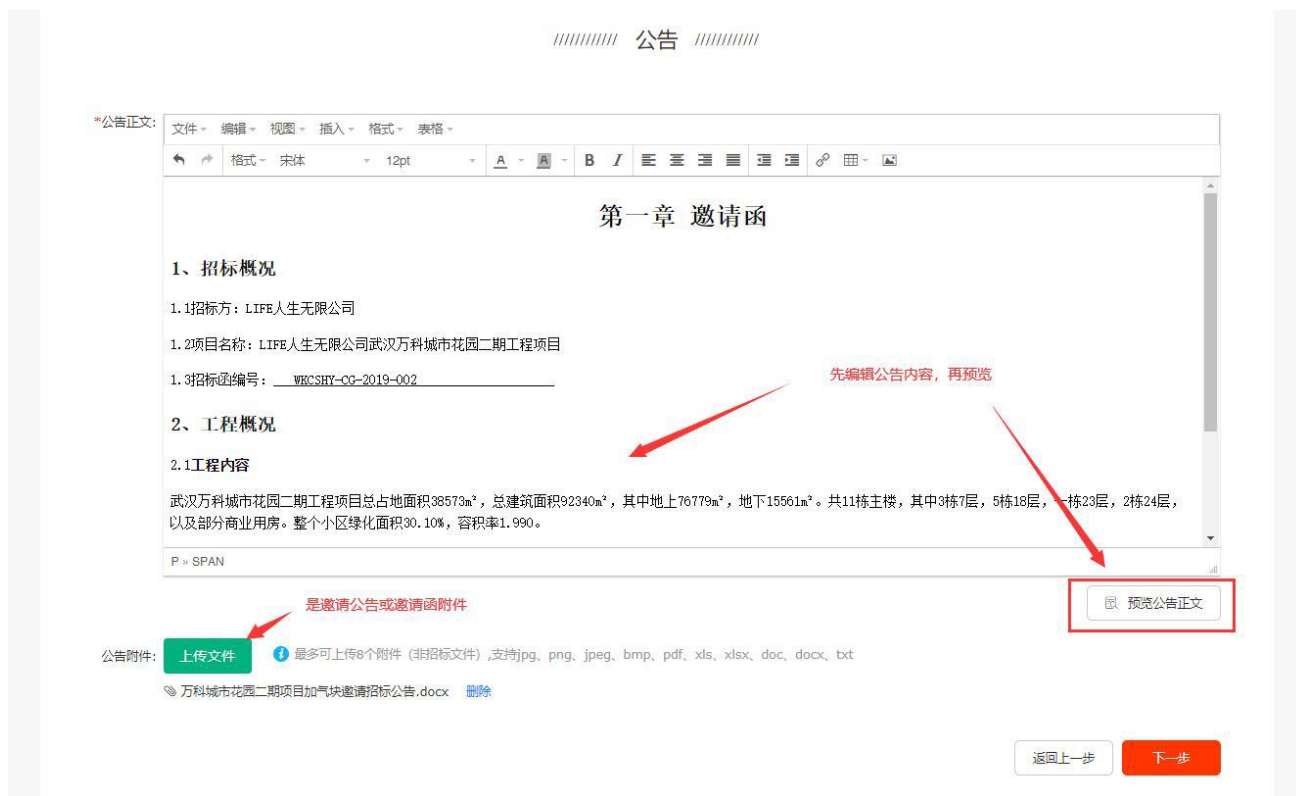 //////////// 公告 ////////////
*公告正文:
文件 编辑 视图 插入 格式 表格
格式 宋体 12pt A A B I
第一章 邀请函
1、招标概况
1.1招标方：LIFE人生无限公司
1.2项目名称：LIFE人生无限公司武汉万科城市花园二期工程项目
1.3招标函编号：   WKCSHY-CG-2019-002
先编辑公告内容，再预览
2、工程概况
2.1工程内容
武汉万科城市花园二期工程项目总占地面积38573m²，总建筑面积92340m²，其中地上76779m²，地下15561m²。共11栋主楼，其中3栋7层，5栋18层，一栋23层，2栋24层，
以及部分商业用房。整个小区绿化面积30.10%，容积率1.990。
P » SPAN
是邀请公告或邀请函附件
预览公告正文
公告附件: 上传文件 最多可上传8个附件（非招标文件）,支持jpg、png、jpeg、bmp、pdf、xls、xlsx、doc、docx、txt
万科城市花园二期项目加气块邀请招标公告.docx 删除
返回上一步 下一步